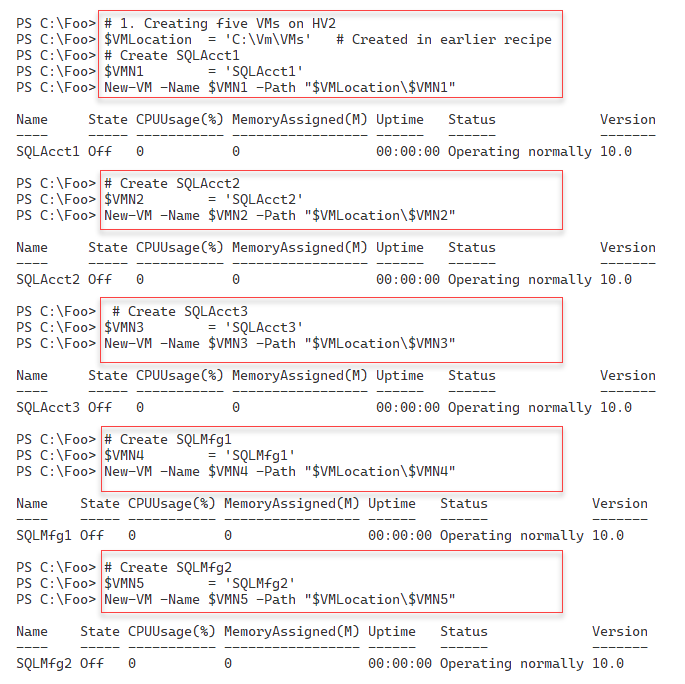 PS C:\Foo> # 1. Creating five VMs on HV2
PS C:\Foo> $VMLocation  = 'C:\Vm\VMs'   # Created in earlier recipe
PS C:\Foo> # Create SQLAcct1
PS C:\Foo> $VMN1        = 'SQLAcct1'
PS C:\Foo> New-VM -Name $VMN1 -Path "$VMLocation\$VMN1"
Name     State CPUUsage(%) MemoryAssigned(M) Uptime   Status             Version
----     ----- ----------- ----------------- ------   ------             -------
SQLAcct1 Off   0           0                 00:00:00 Operating normally 10.0
PS C:\Foo> # Create SQLAcct2
PS C:\Foo> $VMN2        = 'SQLAcct2'
PS C:\Foo> New-VM -Name $VMN2 -Path "$VMLocation\$VMN2"
Name     State CPUUsage(%) MemoryAssigned(M) Uptime   Status             Version
----     ----- ----------- ----------------- ------   ------             -------
SQLAcct2 Off   0           0                 00:00:00 Operating normally 10.0
PS C:\Foo>  # Create SQLAcct3
PS C:\Foo> $VMN3        = 'SQLAcct3'
PS C:\Foo> New-VM -Name $VMN3 -Path "$VMLocation\$VMN3"
Name     State CPUUsage(%) MemoryAssigned(M) Uptime   Status             Version
----     ----- ----------- ----------------- ------   ------             -------
SQLAcct3 Off   0           0                 00:00:00 Operating normally 10.0
PS C:\Foo> # Create SQLMfg1
PS C:\Foo> $VMN4        = 'SQLMfg1'
PS C:\Foo> New-VM -Name $VMN4 -Path "$VMLocation\$VMN4"
Name    State CPUUsage(%) MemoryAssigned(M) Uptime   Status             Version
----    ----- ----------- ----------------- ------   ------             -------
SQLMfg1 Off   0           0                 00:00:00 Operating normally 10.0
PS C:\Foo> # Create SQLMfg2
PS C:\Foo> $VMN5        = 'SQLMfg2'
PS C:\Foo> New-VM -Name $VMN5 -Path "$VMLocation\$VMN5"
Name    State CPUUsage(%) MemoryAssigned(M) Uptime   Status             Version
----    ----- ----------- ----------------- ------   ------             -------
SQLMfg2 Off   0           0                 00:00:00 Operating normally 10.0